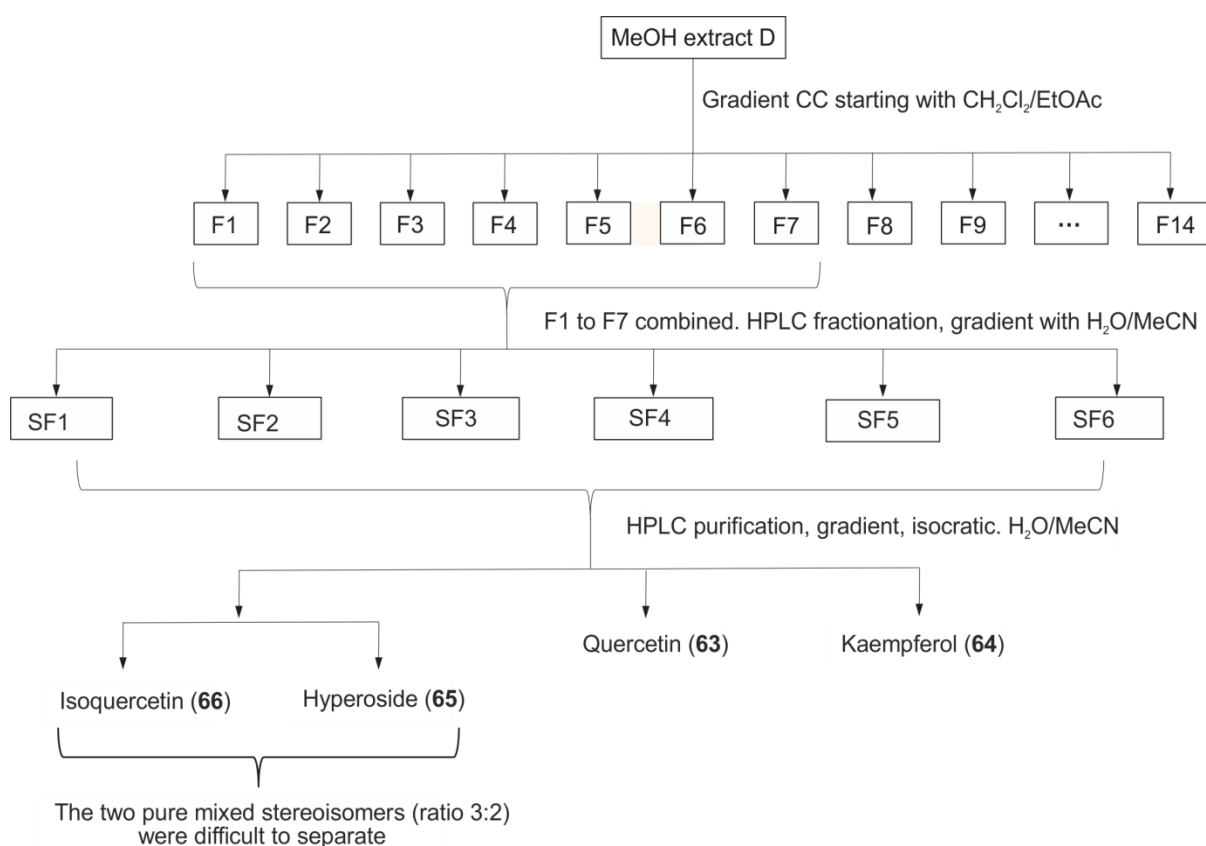 MeOH extract D
Gradient CC starting with CH₂Cl₂/EtOAc
F1 F2 F3 F4 F5 F6 F7 F8 F9 ... F14
F1 to F7 combined. HPLC fractionation, gradient with H₂O/MeCN
SF1 SF2 SF3 SF4 SF5 SF6
HPLC purification, gradient, isocratic. H₂O/MeCN
Quercetin (63) Kaempferol (64)
Isoquercetin (66) Hyperoside (65)
The two pure mixed stereoisomers (ratio 3:2)
were difficult to separate